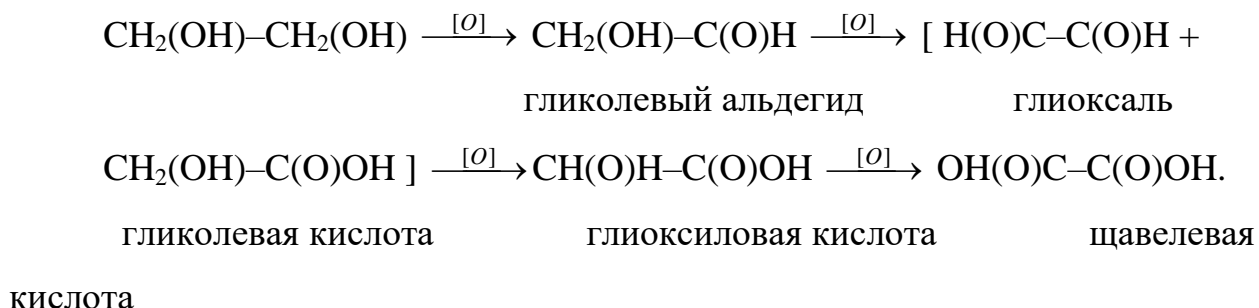 CH₂(OH)–CH₂(OH) —[O]→ CH₂(OH)–C(O)H —[O]→ [ H(O)C–C(O)H +
гликолевый альдегид глиоксаль
CH₂(OH)–C(O)OH ] —[O]→ CH(O)H–C(O)OH —[O]→ OH(O)C–C(O)OH.
гликолевая кислота глиоксиловая кислота щавелевая
кислота